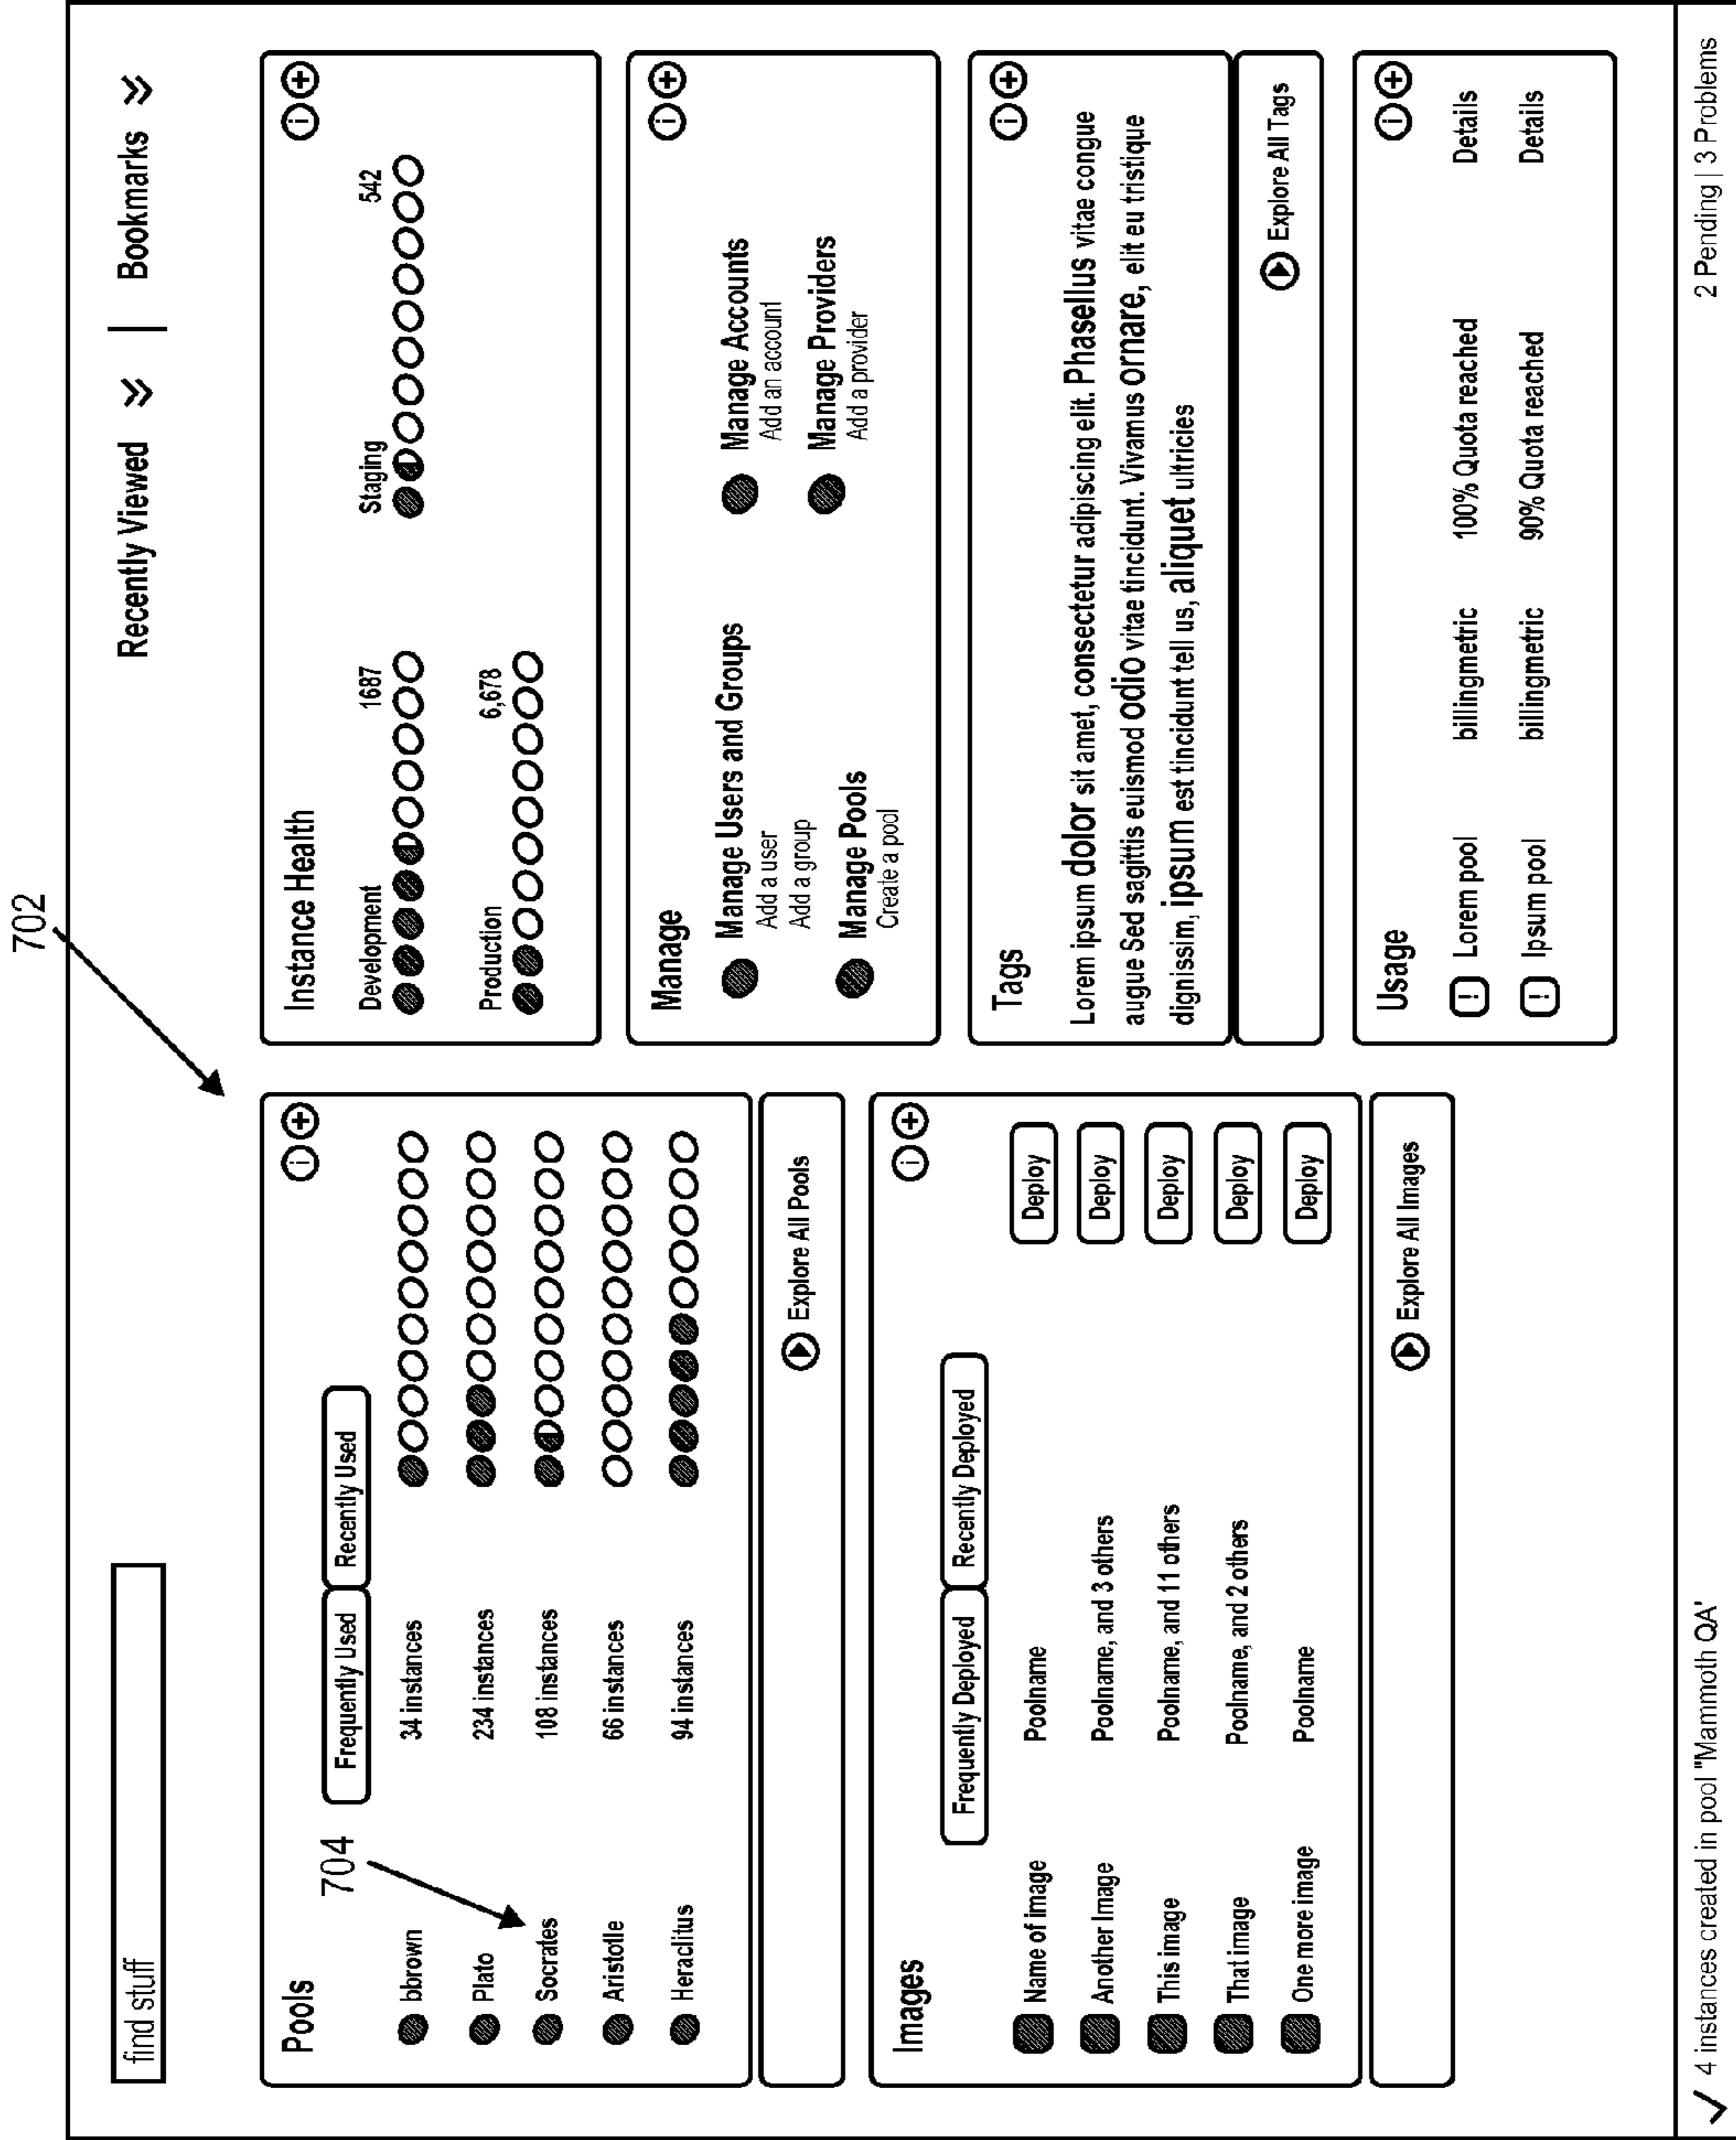 702
find stuff
Recently Viewed | Bookmarks
Pools i +
704
Frequently Used Recently Used
bbrown 34 instances
Plato 234 instances
Socrates 108 instances
Aristotle 66 instances
Heraclitus 94 instances
Explore All Pools
Images i +
Frequently Deployed Recently Deployed
Name of image Poolname Deploy
Another Image Poolname, and 3 others Deploy
This image Poolname, and 11 others Deploy
That image Poolname, and 2 others Deploy
One more image Poolname Deploy
Explore All Images
Instance Health i +
Development 1687 Staging 542
Production 6,678
Manage i +
Manage Users and Groups
Add a user
Add a group
Manage Accounts
Add an account
Manage Pools
Create a pool
Manage Providers
Add a provider
Tags i +
Lorem ipsum dolor sit amet, consectetur adipiscing elit. Phasellus vitae congue
augue Sed sagittis euismod odio vitae tincidunt. Vivamus ornare, elit eu tristique
dignissim, ipsum est tincidunt tell us, aliquet ultricies
Explore All Tags
Usage i +
! Lorem pool billingmetric 100% Quota reached Details
! Ipsum pool billingmetric 90% Quota reached Details
4 instances created in pool "Mammoth QA' 2 Pending | 3 Problems